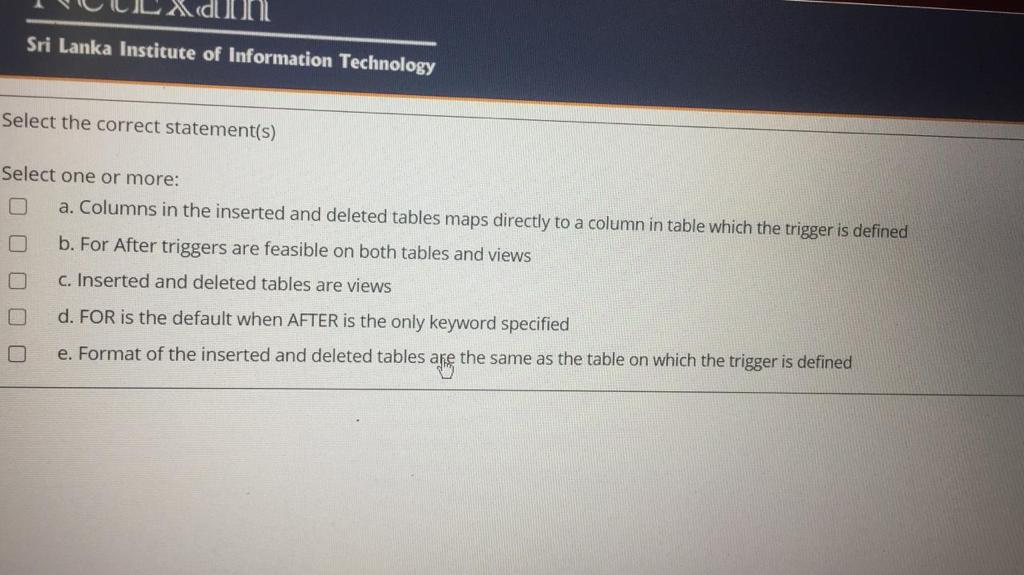 NetExam
Sri Lanka Institute of Information Technology
Select the correct statement(s)
Select one or more:
a. Columns in the inserted and deleted tables maps directly to a column in table which the trigger is defined
b. For After triggers are feasible on both tables and views
c. Inserted and deleted tables are views
d. FOR is the default when AFTER is the only keyword specified
e. Format of the inserted and deleted tables are the same as the table on which the trigger is defined